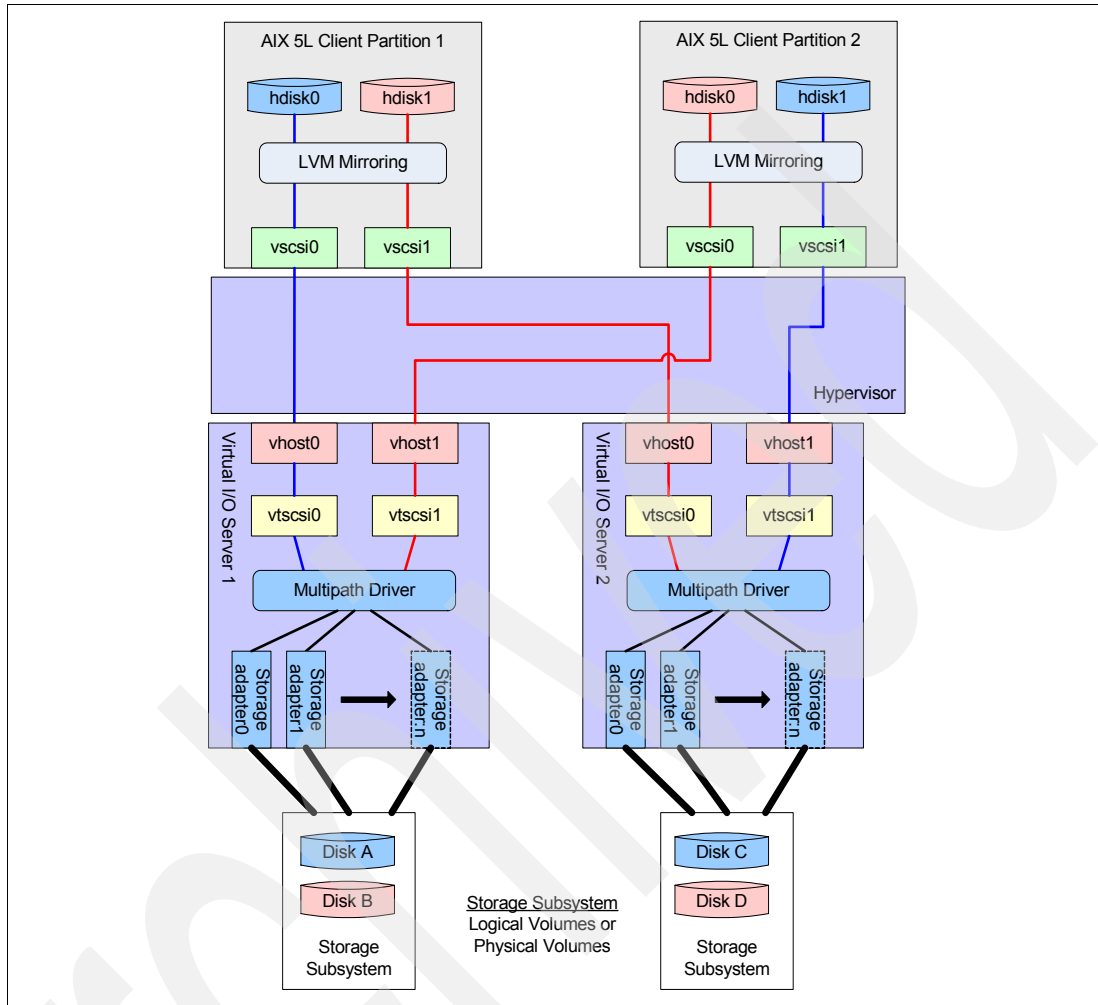 AIX 5L Client Partition 1
hdisk0
hdisk1
LVM Mirroring
vscsi0
vscsi1
AIX 5L Client Partition 2
hdisk0
hdisk1
LVM Mirroring
vscsi0
vscsi1
Hypervisor
Virtual I/O Server 1
vhost0
vhost1
vtscsi0
vtscsi1
Multipath Driver
Storage
adapter0
Storage
adapter1
Storage
adapter:n
Virtual I/O Server 2
vhost0
vhost1
vtscsi0
vtscsi1
Multipath Driver
Storage
adapter0
Storage
adapter1
Storage
adapter:n
Disk A
Disk B
Storage
Subsystem
Storage Subsystem
Logical Volumes or
Physical Volumes
Disk C
Disk D
Storage
Subsystem